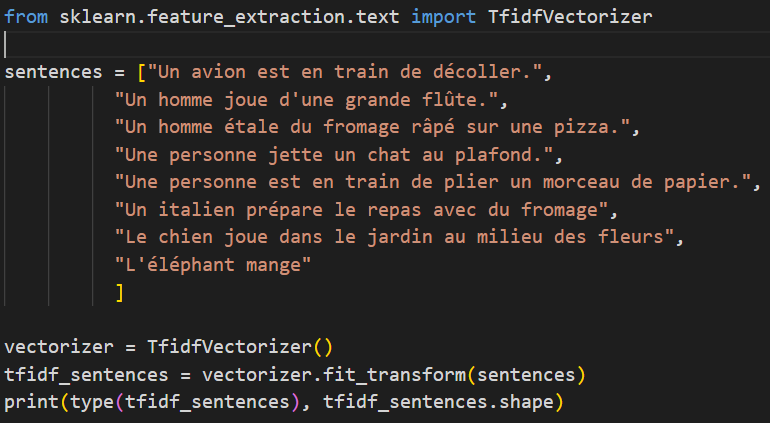 from sklearn.feature_extraction.text import TfidfVectorizer
sentences = ["Un avion est en train de décoller.",
"Un homme joue d'une grande flûte.",
"Un homme étale du fromage râpé sur une pizza.",
"Une personne jette un chat au plafond.",
"Une personne est en train de plier un morceau de papier.",
"Un italien prépare le repas avec du fromage",
"Le chien joue dans le jardin au milieu des fleurs",
"L'éléphant mange"
]
vectorizer = TfidfVectorizer()
tfidf_sentences = vectorizer.fit_transform(sentences)
print(type(tfidf_sentences), tfidf_sentences.shape)